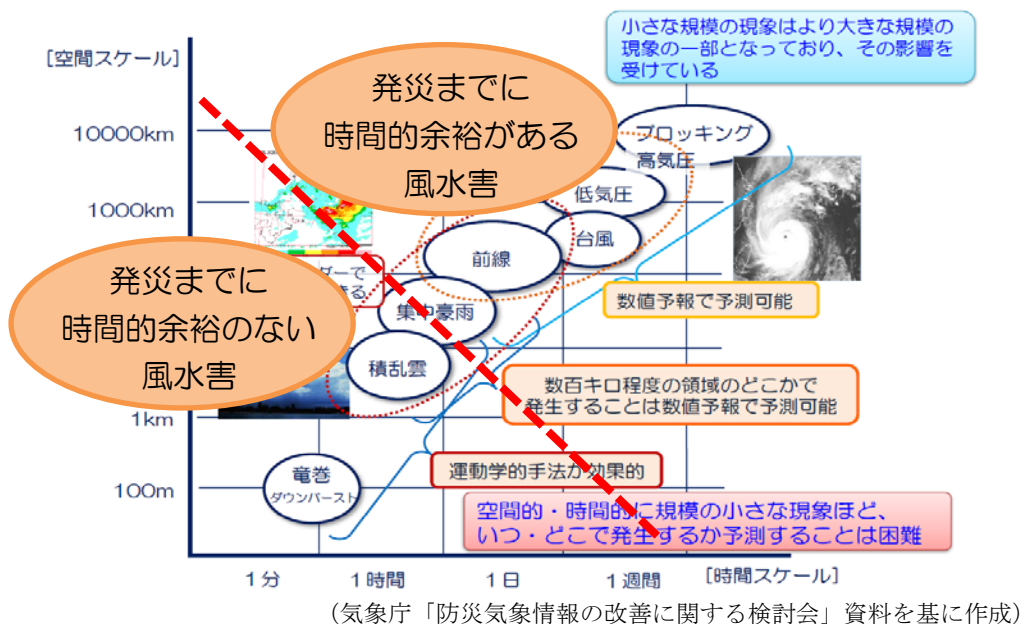 小さな規模の現象はより大きな規模の
現象の一部となっており、その影響を
受けている
[空間スケール]
発災までに
時間的余裕がある
風水害
10000km
ブロッキング
高気圧
低気圧
1000km
台風
前線
発災までに
時間的余裕のない
風水害
ダーで
きる
数値予報で予測可能
集中豪雨
積乱雲
数百キロ程度の領域のどこかで
発生することは数値予報で予測可能
1km
運動学的手法が効果的
竜巻
ダウンバースト
100m
空間的・時間的に規模の小さな現象ほど、
いつ・どこで発生するか予測することは困難
1分
1時間
1日
1週間
[時間スケール]
(気象庁「防災気象情報の改善に関する検討会」資料を基に作成)